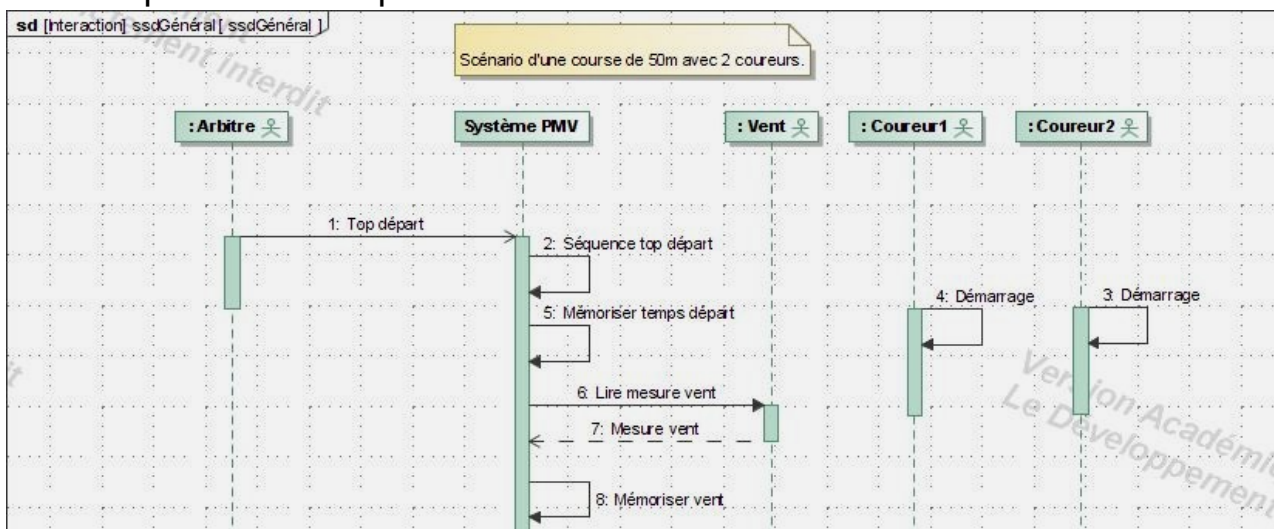 sd [Interaction] ssdGénéral [ ssdGénéral ]
Scénario d'une course de 50m avec 2 coureurs.
: Arbitre
Système PMV
: Vent
: Coureur1
: Coureur2
1: Top départ
2: Séquence top départ
4: Démarrage
3: Démarrage
5: Mémoriser temps départ
6: Lire mesure vent
7: Mesure vent
8: Mémoriser vent
interdit
Version Académi
Le Développement